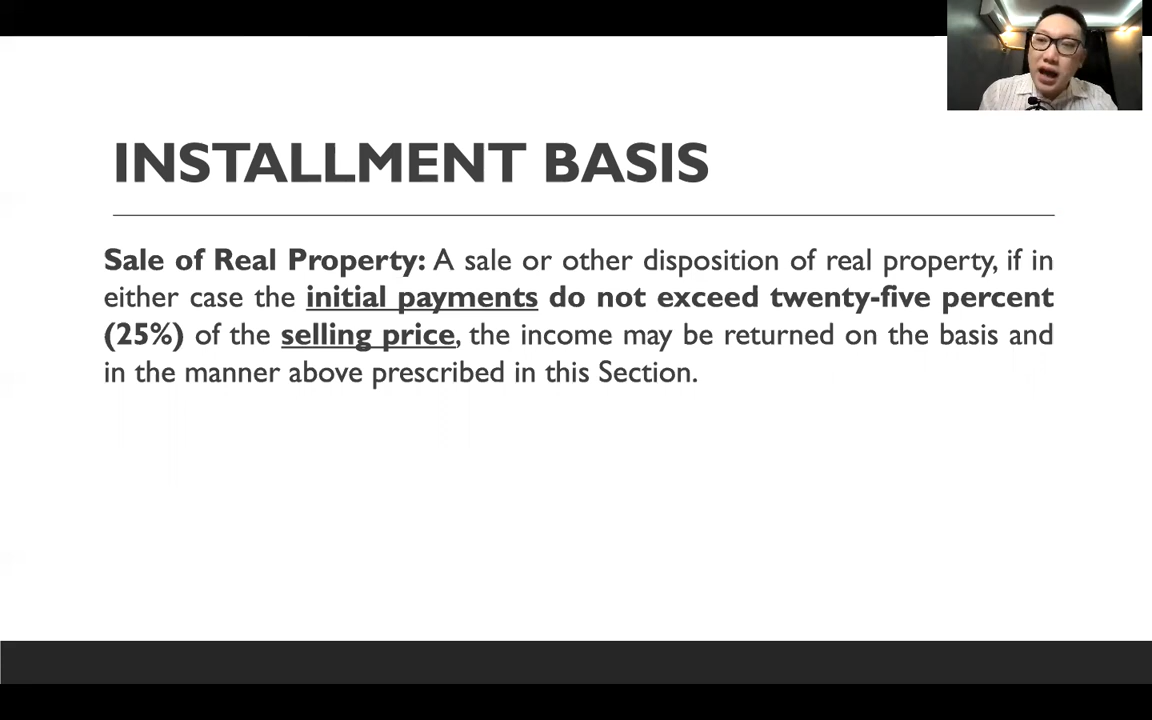 INSTALLMENT BASIS
Sale of Real Property: A sale or other disposition of real property, if in
either case the initial payments do not exceed twenty-five percent
(25%) of the selling price, the income may be returned on the basis and
in the manner above prescribed in this Section.